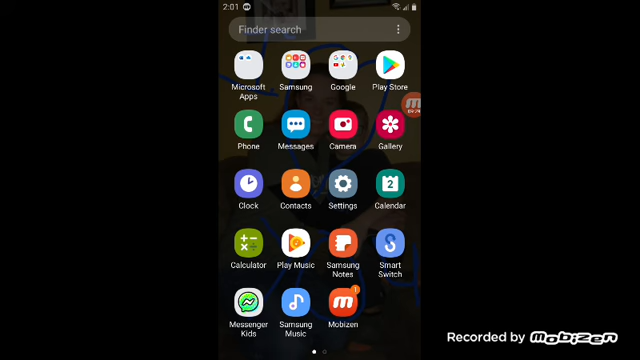 2:01
Finder search
Microsoft Apps
Samsung
Google
Play Store
Phone
Messages
Camera
Gallery
Clock
Contacts
Settings
2
Calendar
Calculator
Play Music
Samsung Notes
Smart Switch
Messenger Kids
Samsung Music
1
Mobizen
Recorded by mobizen